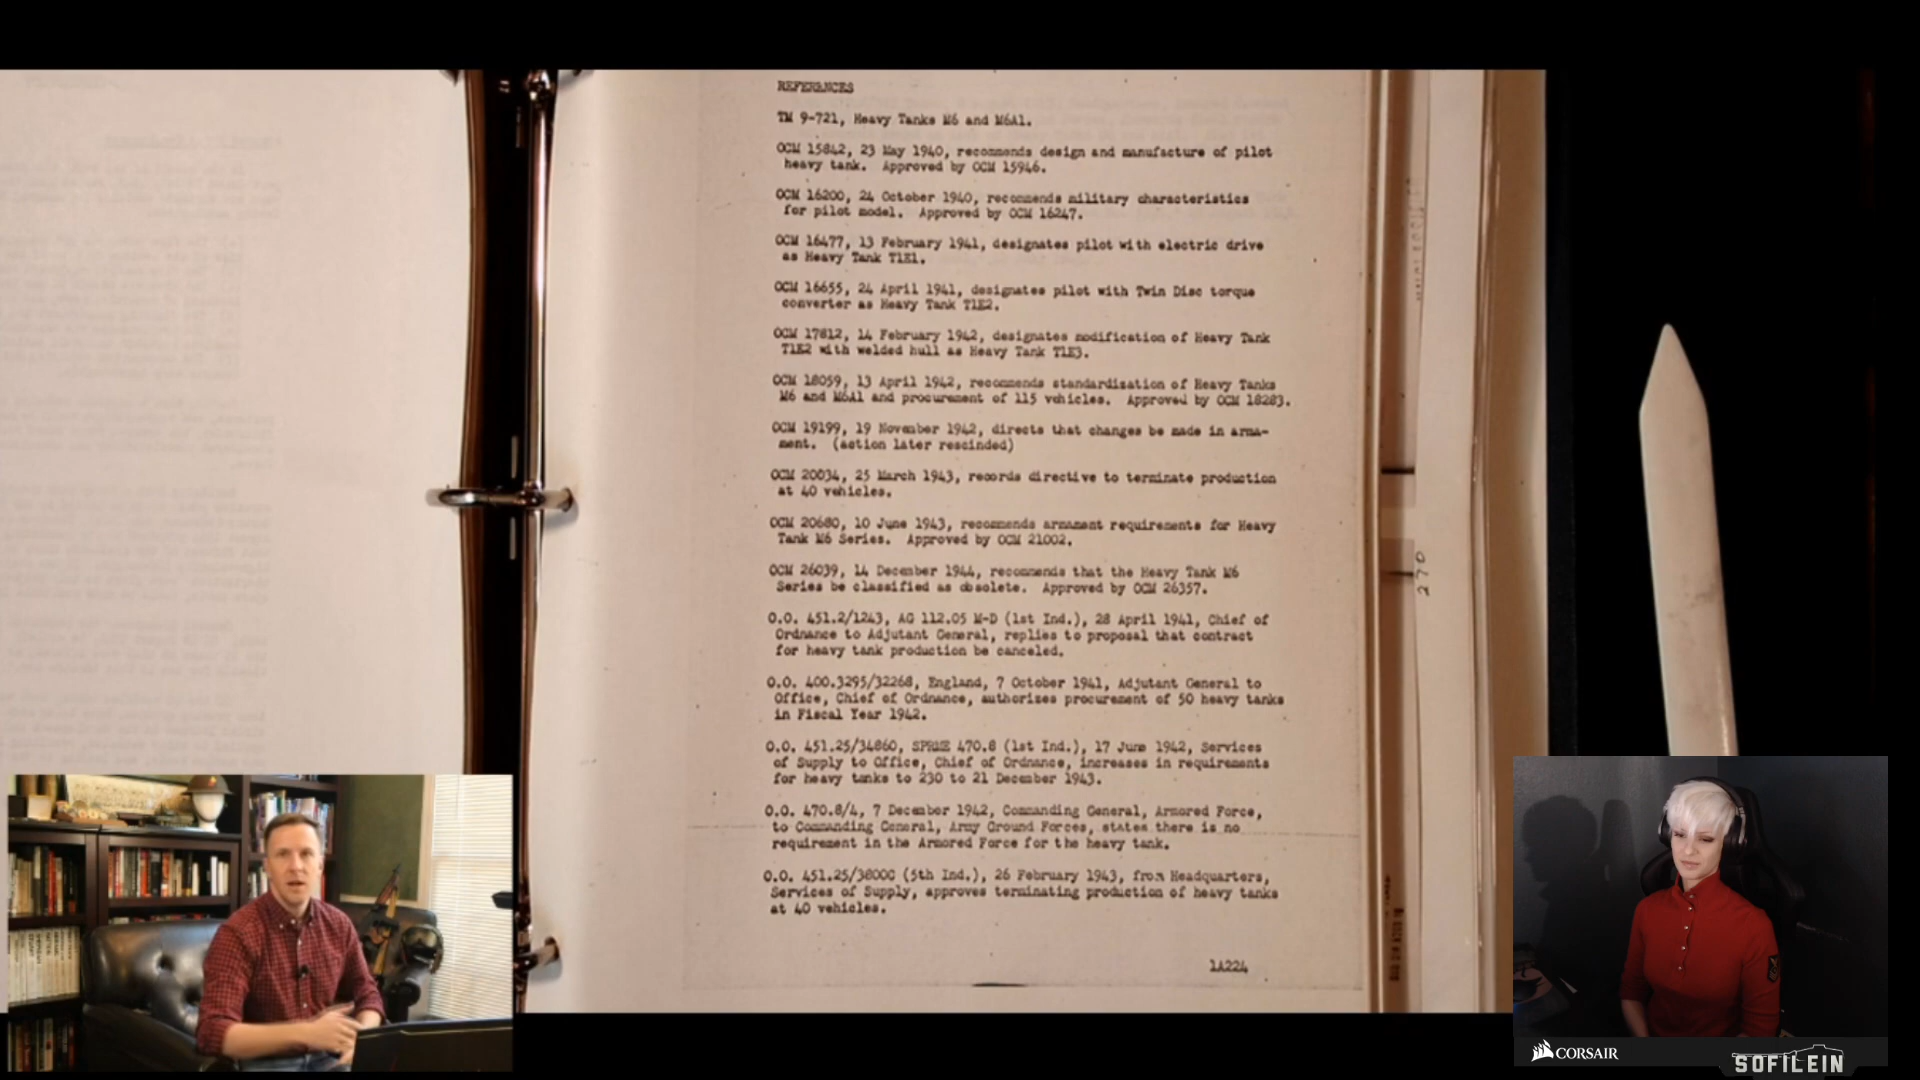 REFERENCES
TM 9-721, Heavy Tanks M6 and M6A1.
OCM 15842, 23 May 1940, recommends design and manufacture of pilot
heavy tank. Approved by OCM 15946.
OCM 16200, 24 October 1940, recommends military characteristics
for pilot model. Approved by OCM 16247.
OCM 16477, 13 February 1941, designates pilot with electric drive
as Heavy Tank T1E1.
OCM 16655, 24 April 1941, designates pilot with Twin Disc torque
converter as Heavy Tank T1E2.
OCM 17812, 14 February 1942, designates modification of Heavy Tank
T1E2 with welded hull as Heavy Tank T1E3.
OCM 18059, 13 April 1942, recommends standardization of Heavy Tanks
M6 and M6A1 and procurement of 115 vehicles. Approved by OCM 18283.
OCM 19199, 19 November 1942, directs that changes be made in arma-
ment. (action later rescinded)
OCM 20034, 25 March 1943, records directive to terminate production
at 40 vehicles.
OCM 20680, 10 June 1943, recommends armament requirements for Heavy
Tank M6 Series. Approved by OCM 21002.
OCM 26039, 14 December 1944, recommends that the Heavy Tank M6
Series be classified as obsolete. Approved by OCM 26357.
O.O. 451.2/1243, AG 112.05 M-D (1st Ind.), 28 April 1941, Chief of
Ordnance to Adjutant General, replies to proposal that contract
for heavy tank production be canceled.
O.O. 400.3295/32268, England, 7 October 1941, Adjutant General to
Office, Chief of Ordnance, authorizes procurement of 50 heavy tanks
in Fiscal Year 1942.
O.O. 451.25/34860, SPRME 470.8 (1st Ind.), 17 June 1942, Services
of Supply to Office, Chief of Ordnance, increases in requirements
for heavy tanks to 230 to 21 December 1943.
O.O. 470.8/4, 7 December 1942, Commanding General, Armored Force,
to Commanding General, Army Ground Forces, states there is no
requirement in the Armored Force for the heavy tank.
O.O. 451.25/38000 (5th Ind.), 26 February 1943, from Headquarters,
Services of Supply, approves terminating production of heavy tanks
at 40 vehicles.
1A224
270
CORSAIR
SOFILEIN